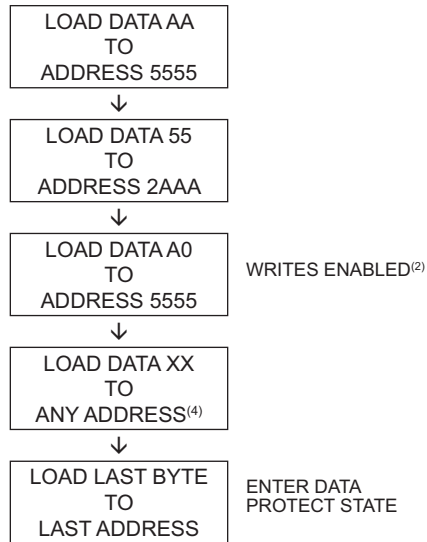 LOAD DATA AA
TO
ADDRESS 5555
LOAD DATA 55
TO
ADDRESS 2AAA
LOAD DATA A0
TO
ADDRESS 5555
WRITES ENABLED(2)
LOAD DATA XX
TO
ANY ADDRESS(4)
LOAD LAST BYTE
TO
LAST ADDRESS
ENTER DATA
PROTECT STATE